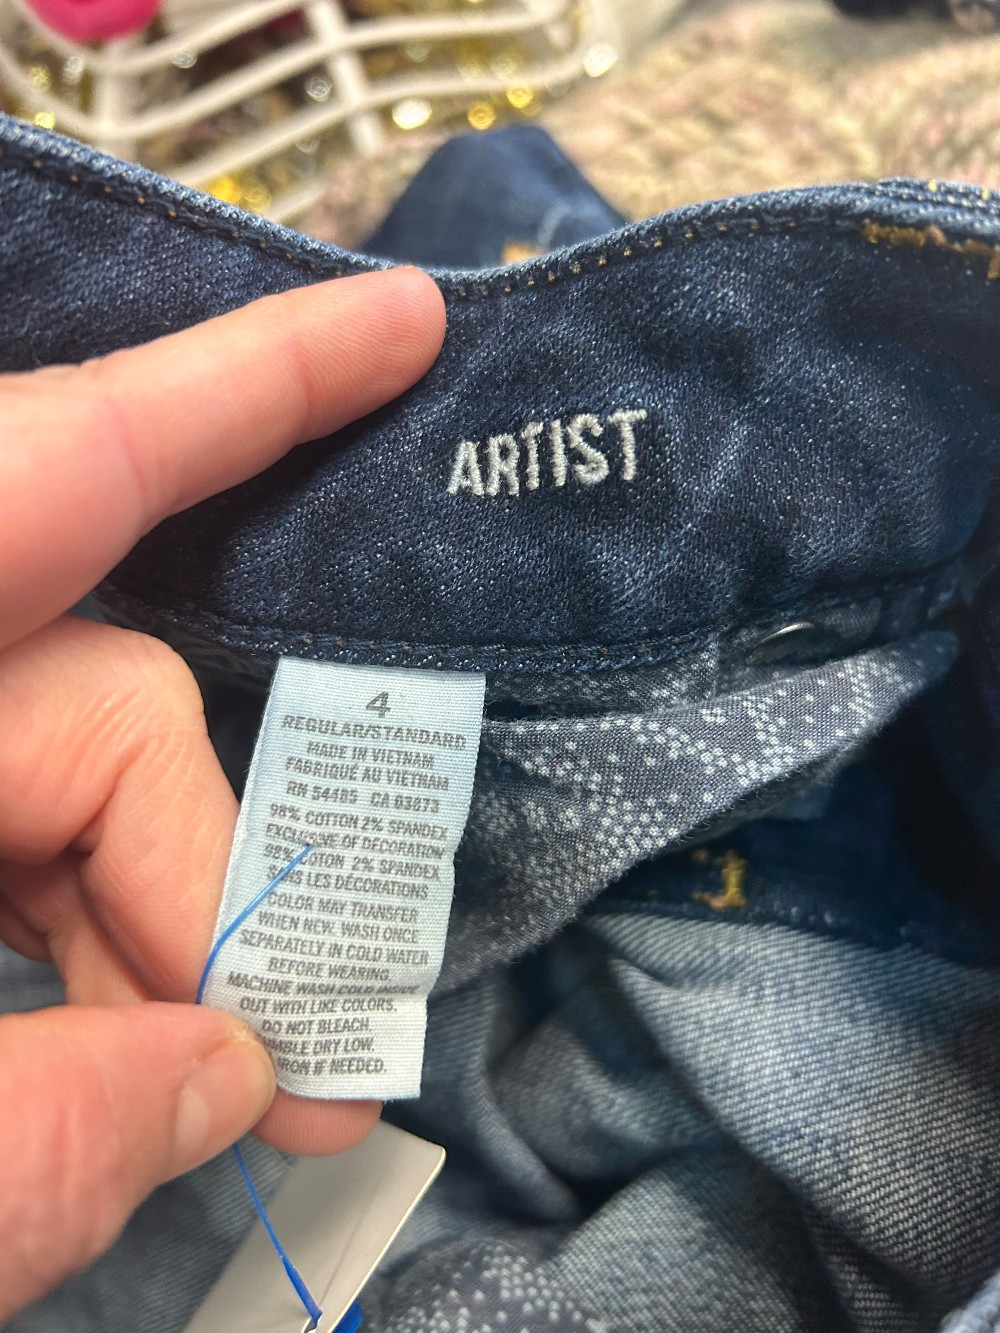 ARTIST
4
REGULAR/STANDARD
MADE IN VIETNAM
FABRIQUÉ AU VIETNAM
RN 54485 CA 03873
98% COTTON 2% SPANDEX
EXCLUSIVE OF DECORATION
98% COTON 2% SPANDEX
SANS LES DÉCORATIONS
COLOR MAY TRANSFER
WHEN NEW. WASH ONCE
SEPARATELY IN COLD WATER
BEFORE WEARING.
MACHINE WASH COLD INSIDE
OUT WITH LIKE COLORS.
DO NOT BLEACH.
TUMBLE DRY LOW.
IRON IF NEEDED.